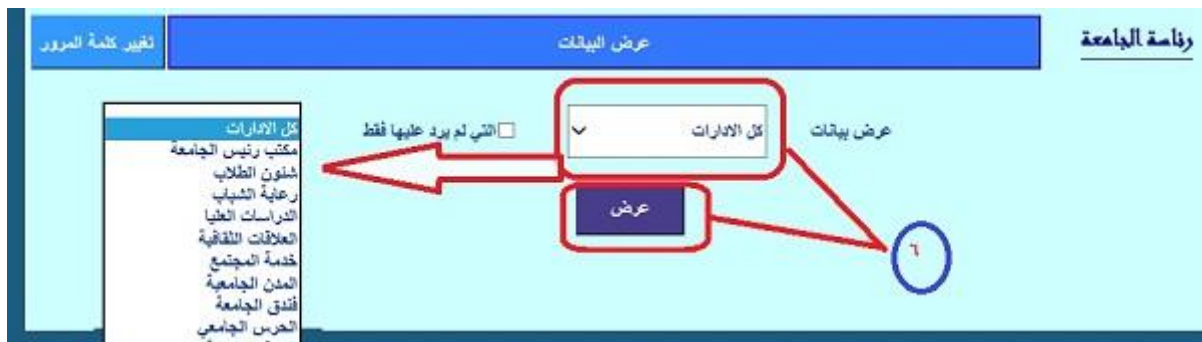 رئاسة الجامعة
عرض البيانات
تغيير كلمة المرور
عرض بيانات
كل الادارات
التي لم يرد عليها فقط
عرض
٦
كل الادارات
مكتب رئيس الجامعة
شئون الطلاب
رعاية الشباب
الدراسات العليا
العلاقات الثقافية
خدمة المجتمع
المدن الجامعية
فندق الجامعة
الحرس الجامعي